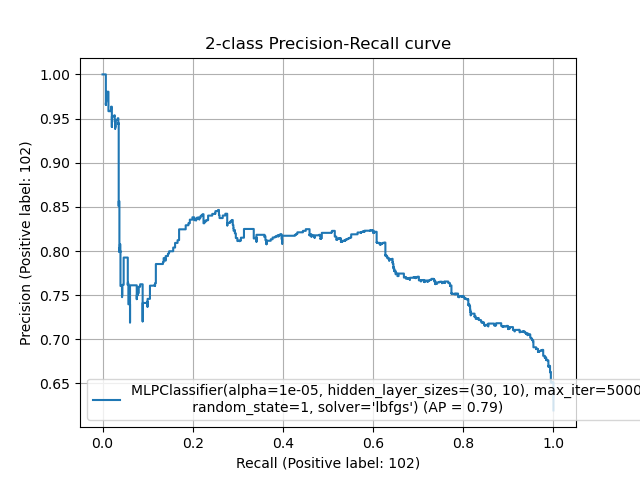 2-class Precision-Recall curve
1.00
0.95
0.90
0.85
0.80
0.75
0.70
0.65
Precision (Positive label: 102)
MLPClassifier(alpha=1e-05, hidden_layer_sizes=(30, 10), max_iter=5000
random_state=1, solver='lbfgs') (AP = 0.79)
0.0 0.2 0.4 0.6 0.8 1.0
Recall (Positive label: 102)